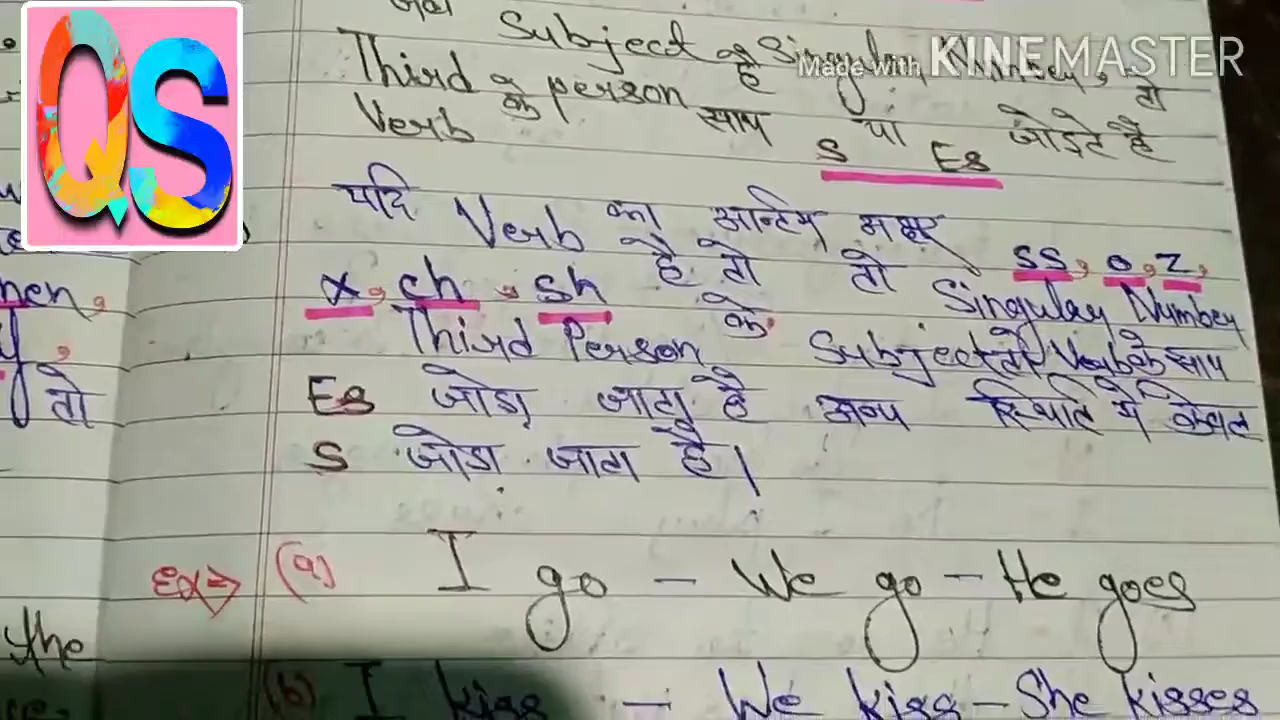 QS
जब Subject
है Singular Number, तो
Made with KINEMASTER
Third person
के
Verb साथ S या Es जोड़ते है
यदि Verb का अन्तिम अक्षर ss, o, z,
x, ch, sh है तो तो Singular Number
Third Person के Subject तो Verb के साथ
Es जोडा जाता है अन्य स्थिति मे केवल
S जोडा जाता है।
Ex⇒ (a) I go - We go - He goes
(b) I kiss - We kiss - She kisses
hen,
तो
the